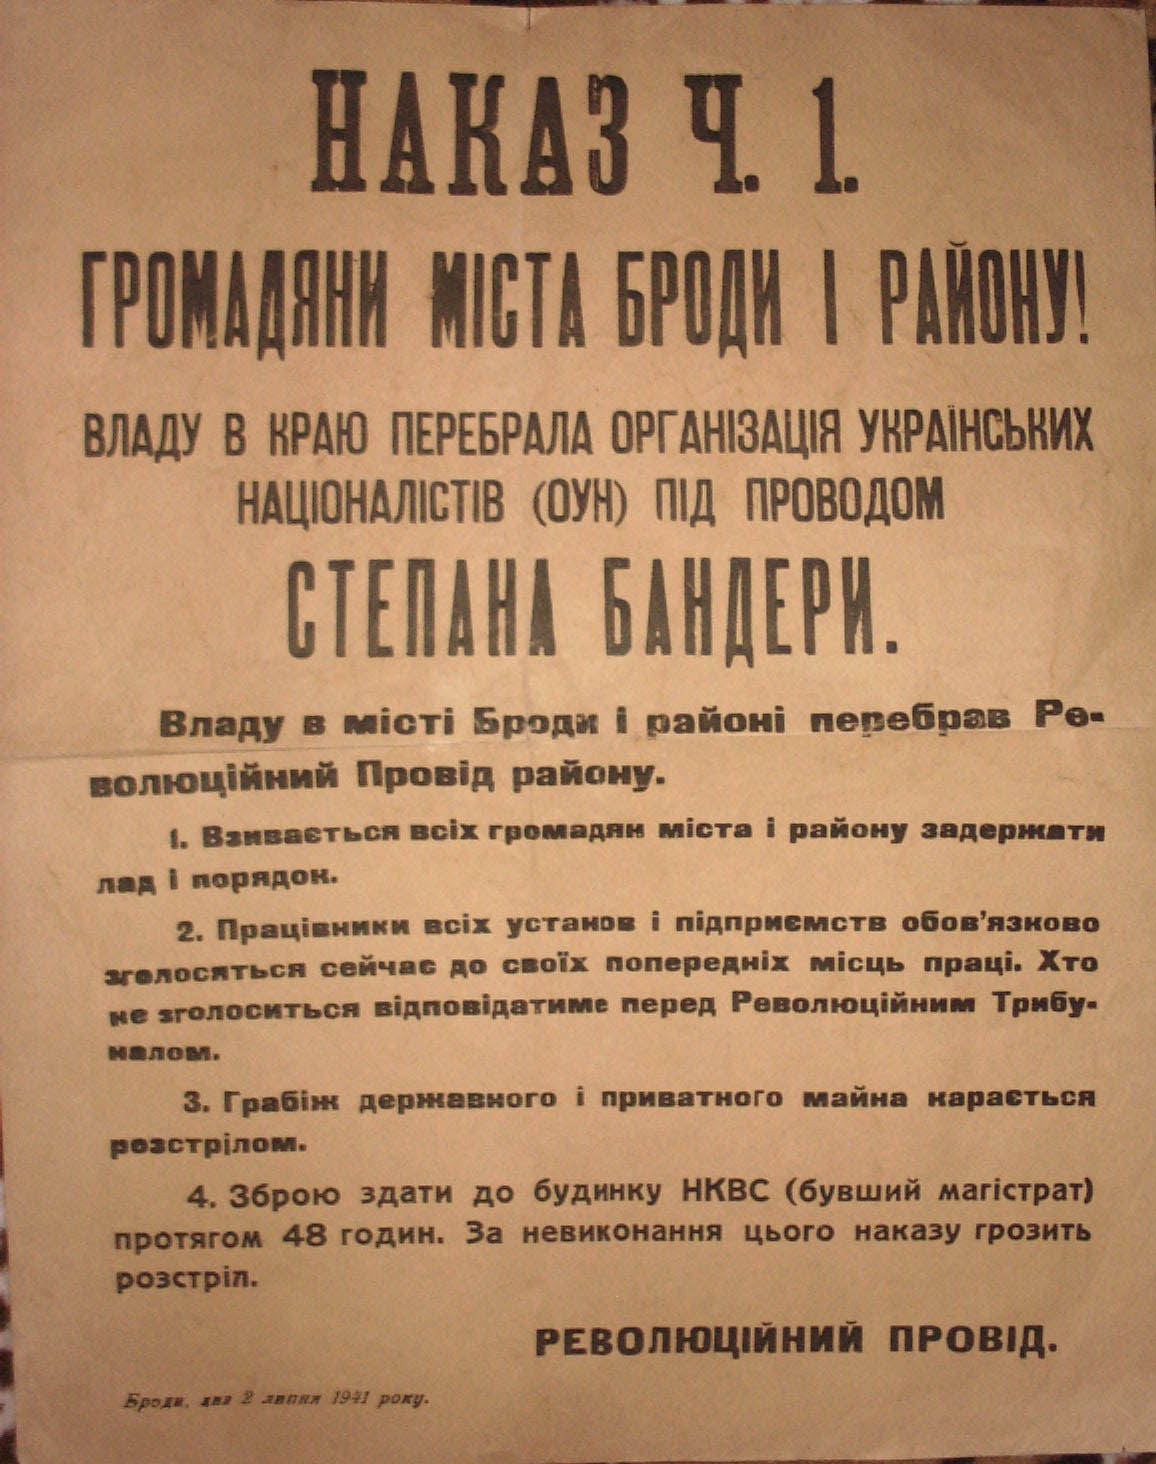 НАКАЗ Ч. 1.
ГРОМАДЯНИ МІСТА БРОДИ І РАЙОНУ!
ВЛАДУ В КРАЮ ПЕРЕБРАЛА ОРГАНІЗАЦІЯ УКРАЇНСЬКИХ
НАЦІОНАЛІСТІВ (ОУН) ПІД ПРОВОДОМ
СТЕПАНА БАНДЕРИ.
Владу в місті Броди і районі перебрав Ре-
волюційний Провід району.
1. Взивається всіх громадян міста і району задержати
лад і порядок.
2. Працівники всіх установ і підприємств обов'язково
зголосяться сейчас до своїх попередніх місць праці. Хто
не зголоситься відповідатиме перед Революційним Трибу-
налом.
3. Грабіж державного і приватного майна карається
розстрілом.
4. Зброю здати до будинку НКВС (бувший магістрат)
протягом 48 годин. За невиконання цього наказу грозить
розстріл.
РЕВОЛЮЦІЙНИЙ ПРОВІД.
Броди, дня 2 липня 1941 року.